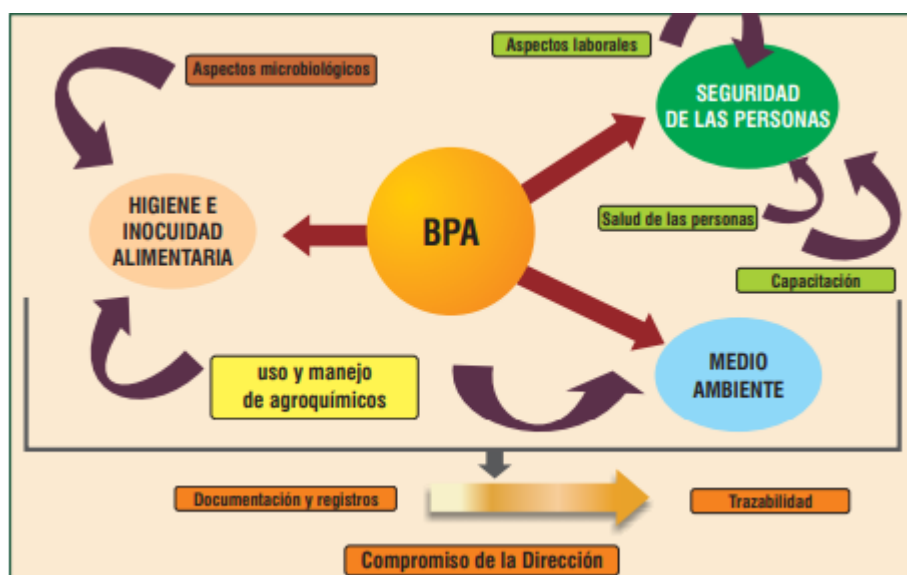 Aspectos laborales
Aspectos microbiológicos
SEGURIDAD
DE LAS PERSONAS
HIGIENE E
INOCUIDAD
ALIMENTARIA
BPA
Salud de las personas
Capacitación
uso y manejo
de agroquímicos
MEDIO
AMBIENTE
Documentación y registros
Trazabilidad
Compromiso de la Dirección